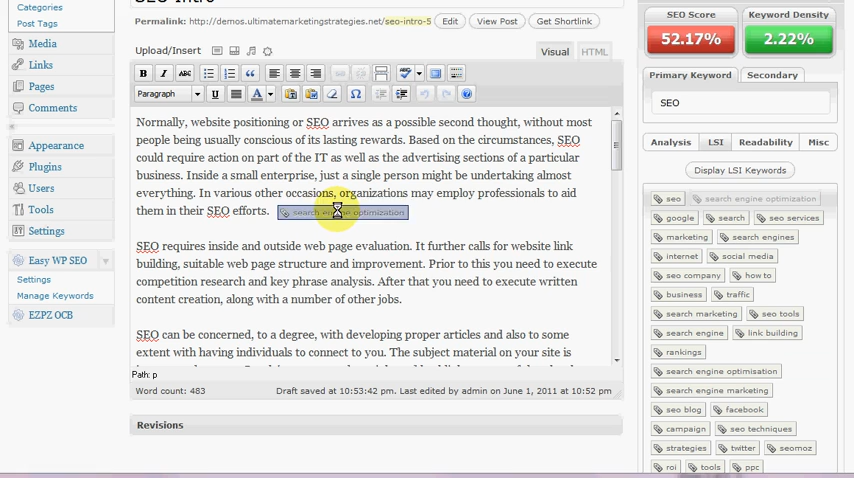 Categories
Post Tags
Media
Links
Pages
Comments
Appearance
Plugins
Users
Tools
Settings
Easy WP SEO
Settings
Manage Keywords
EZPZ OCB
SEO Intro
Permalink: http://demos.ultimatemarketingstrategies.net/seo-intro-5 Edit View Post Get Shortlink
Upload/Insert Visual HTML
B I ABC
Paragraph U A
Normally, website positioning or SEO arrives as a possible second thought, without most
people being usually conscious of its lasting rewards. Based on the circumstances, SEO
could require action on part of the IT as well as the advertising sections of a particular
business. Inside a small enterprise, just a single person might be undertaking almost
everything. In various other occasions, organizations may employ professionals to aid
them in their SEO efforts. search engine optimization
SEO requires inside and outside web page evaluation. It further calls for website link
building, suitable web page structure and improvement. Prior to this you need to execute
competition research and key phrase analysis. After that you need to execute written
content creation, along with a number of other jobs.
SEO can be concerned, to a degree, with developing proper articles and also to some
extent with having individuals to connect to you. The subject material on your site is
Path: p
Word count: 483 Draft saved at 10:53:42 pm. Last edited by admin on June 1, 2011 at 10:52 pm
Revisions
SEO Score Keyword Density
52.17% 2.22%
Primary Keyword Secondary
SEO
Analysis LSI Readability Misc
Display LSI Keywords
seo search engine optimization
google search seo services
marketing search engines
internet social media
seo company how to
business traffic
search marketing seo tools
search engine link building
rankings
search engine optimisation
search engine marketing
seo blog facebook
campaign seo techniques
strategies twitter seomoz
roi tools ppc